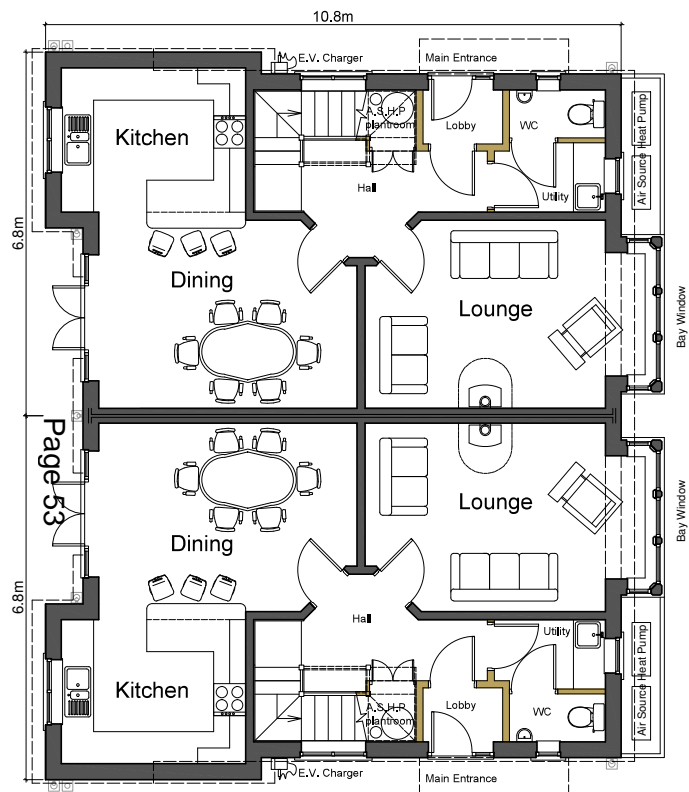 10.8m
E.V. Charger
Main Entrance
Kitchen
A.S.H.P
plantroom
Lobby
WC
Air Source Heat Pump
Hall
Utility
6.8m
Dining
Lounge
Bay Window
Page 53
Lounge
Dining
Bay Window
6.8m
Hall
Utility
Kitchen
A.S.H.P
plantroom
Lobby
WC
Air Source Heat Pump
E.V. Charger
Main Entrance